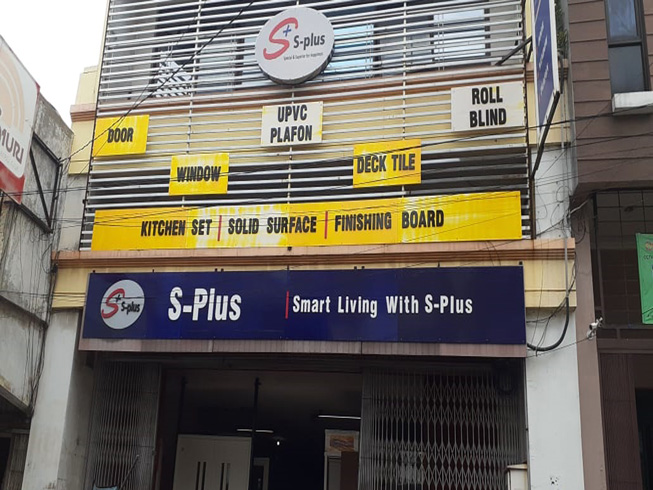 S+ S-plus
DOOR
UPVC
PLAFON
ROLL
BLIND
WINDOW
DECK TILE
KITCHEN SET | SOLID SURFACE | FINISHING BOARD
S+ S-plus
S-Plus | Smart Living With S-Plus
MURI